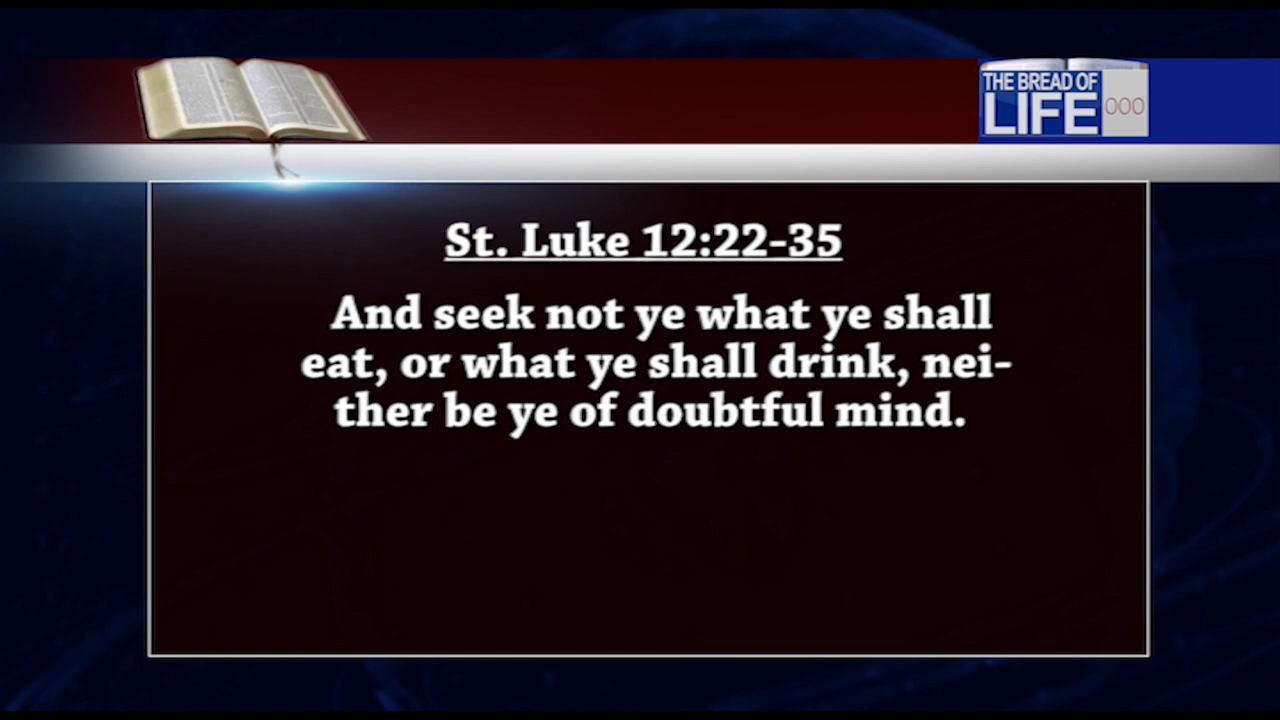 THE BREAD OF
LIFE 000
St. Luke 12:22-35
And seek not ye what ye shall
eat, or what ye shall drink, nei-
ther be ye of doubtful mind.